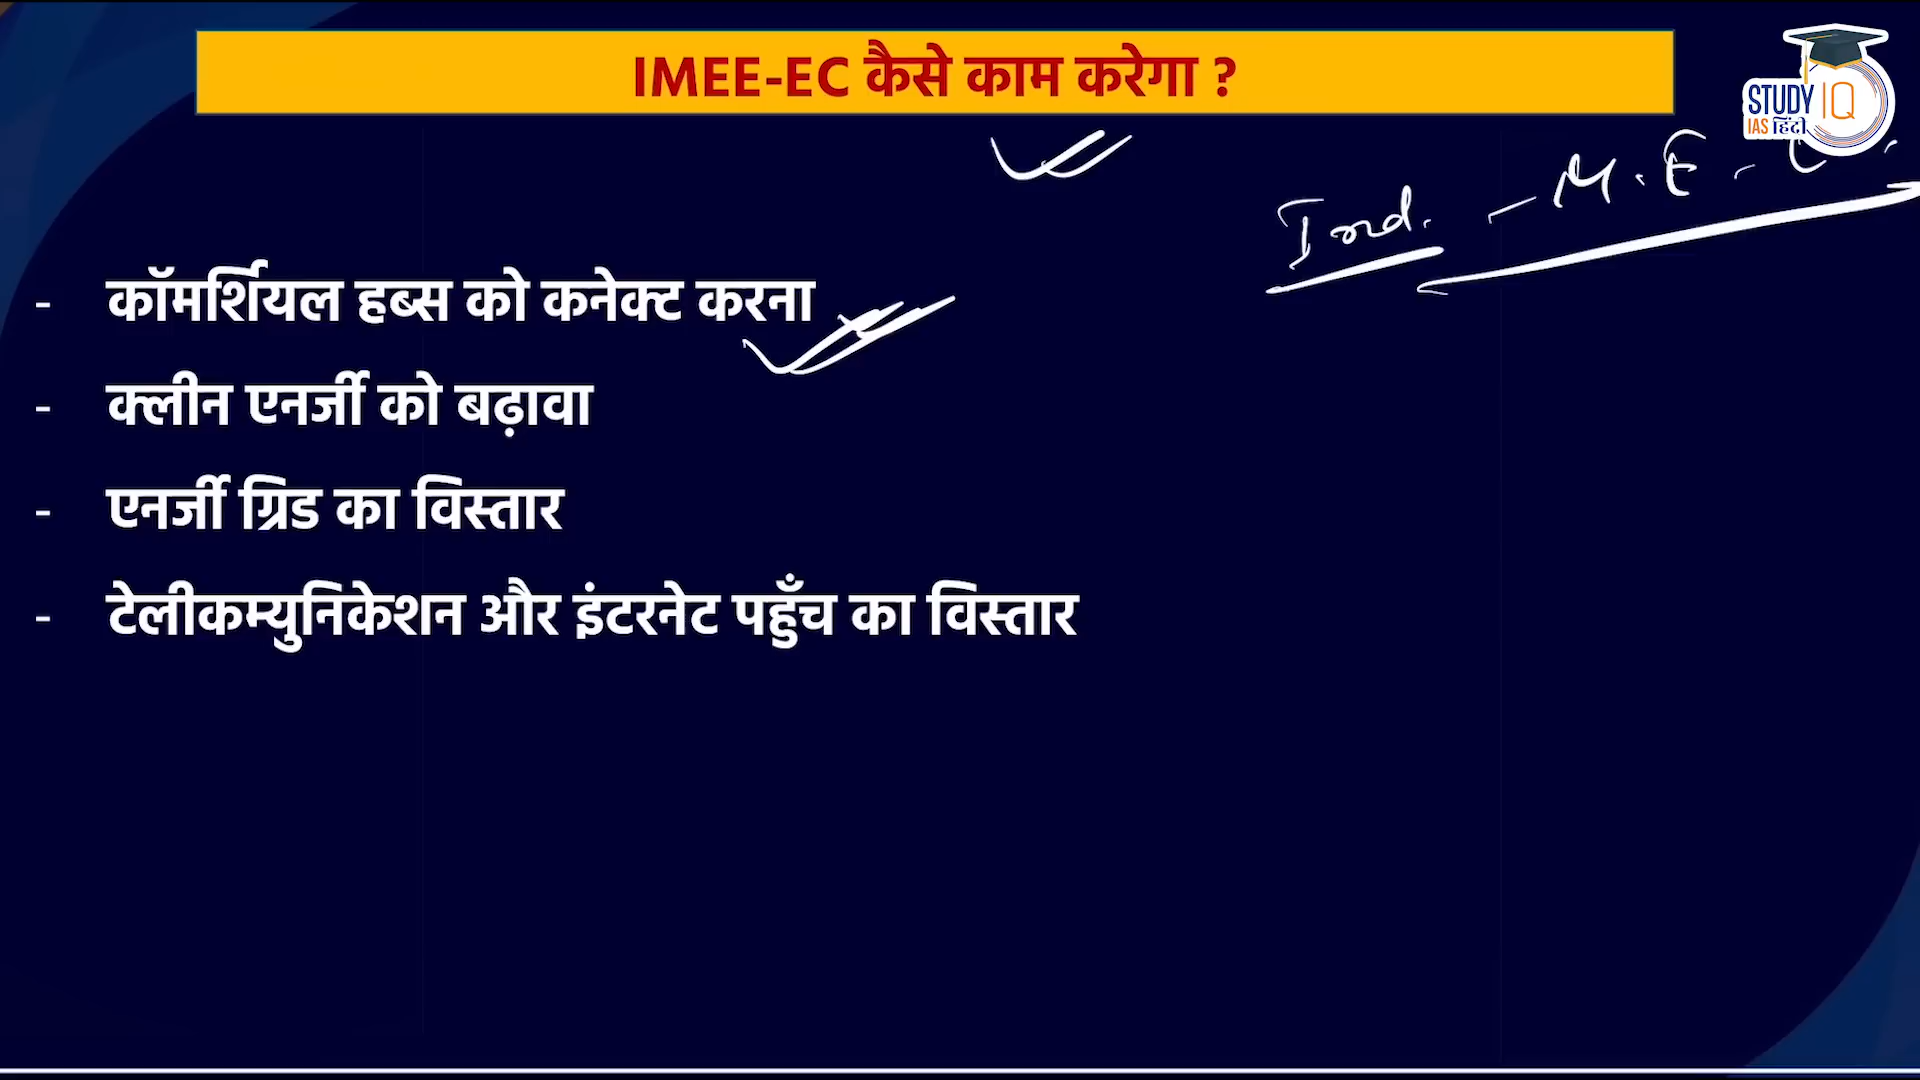 IMEE-EC कैसे काम करेगा ?
STUDY IQ
IAS हिंदी
Ind. - M.E. - C.
- कॉमर्शियल हब्स को कनेक्ट करना
- क्लीन एनर्जी को बढ़ावा
- एनर्जी ग्रिड का विस्तार
- टेलीकम्युनिकेशन और इंटरनेट पहुँच का विस्तार